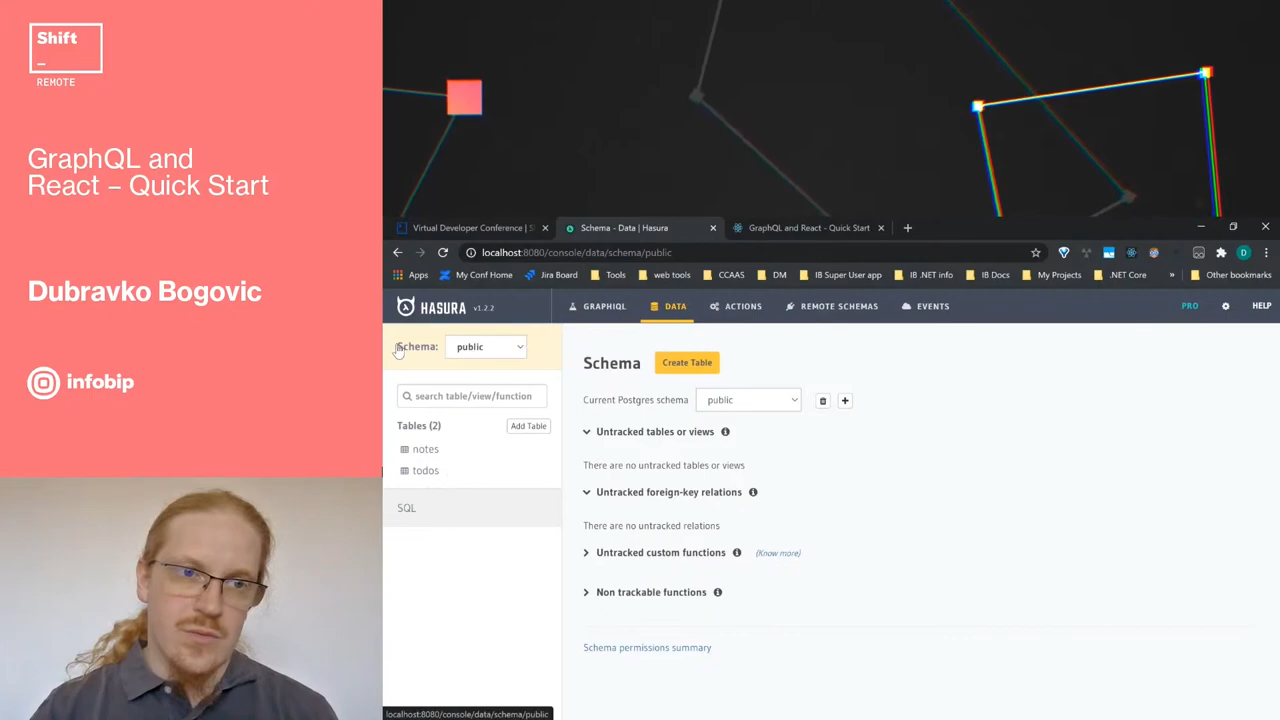 Shift
_
REMOTE
GraphQL and
React – Quick Start
Dubravko Bogovic
infobip
Virtual Developer Conference | S
Schema - Data | Hasura
GraphQL and React - Quick Start
localhost:8080/console/data/schema/public
Apps
My Conf Home
Jira Board
Tools
web tools
CCAAS
DM
IB Super User app
IB .NET info
IB Docs
My Projects
.NET Core
»
Other bookmarks
HASURA v1.2.2
GRAPHIQL
DATA
ACTIONS
REMOTE SCHEMAS
EVENTS
PRO
HELP
Schema:
public
search table/view/function
Tables (2)
Add Table
notes
todos
SQL
Schema
Create Table
Current Postgres schema
public
Untracked tables or views
There are no untracked tables or views
Untracked foreign-key relations
There are no untracked relations
Untracked custom functions
(Know more)
Non trackable functions
Schema permissions summary
localhost:8080/console/data/schema/public